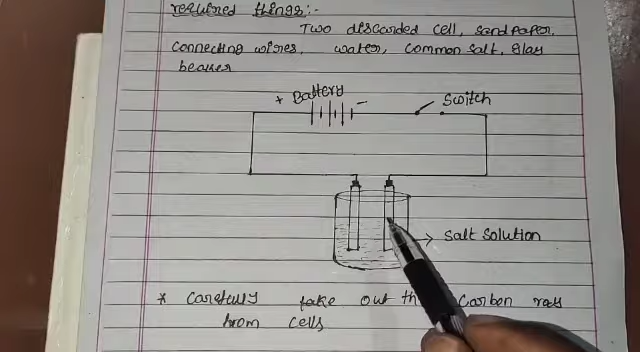 required things:-
Two discarded cell, sand paper,
connecting wires, water, common salt, glass
beaker
+ Battery -
Switch
→ Salt solution
* Carefully take out th Carbon rods
from cells